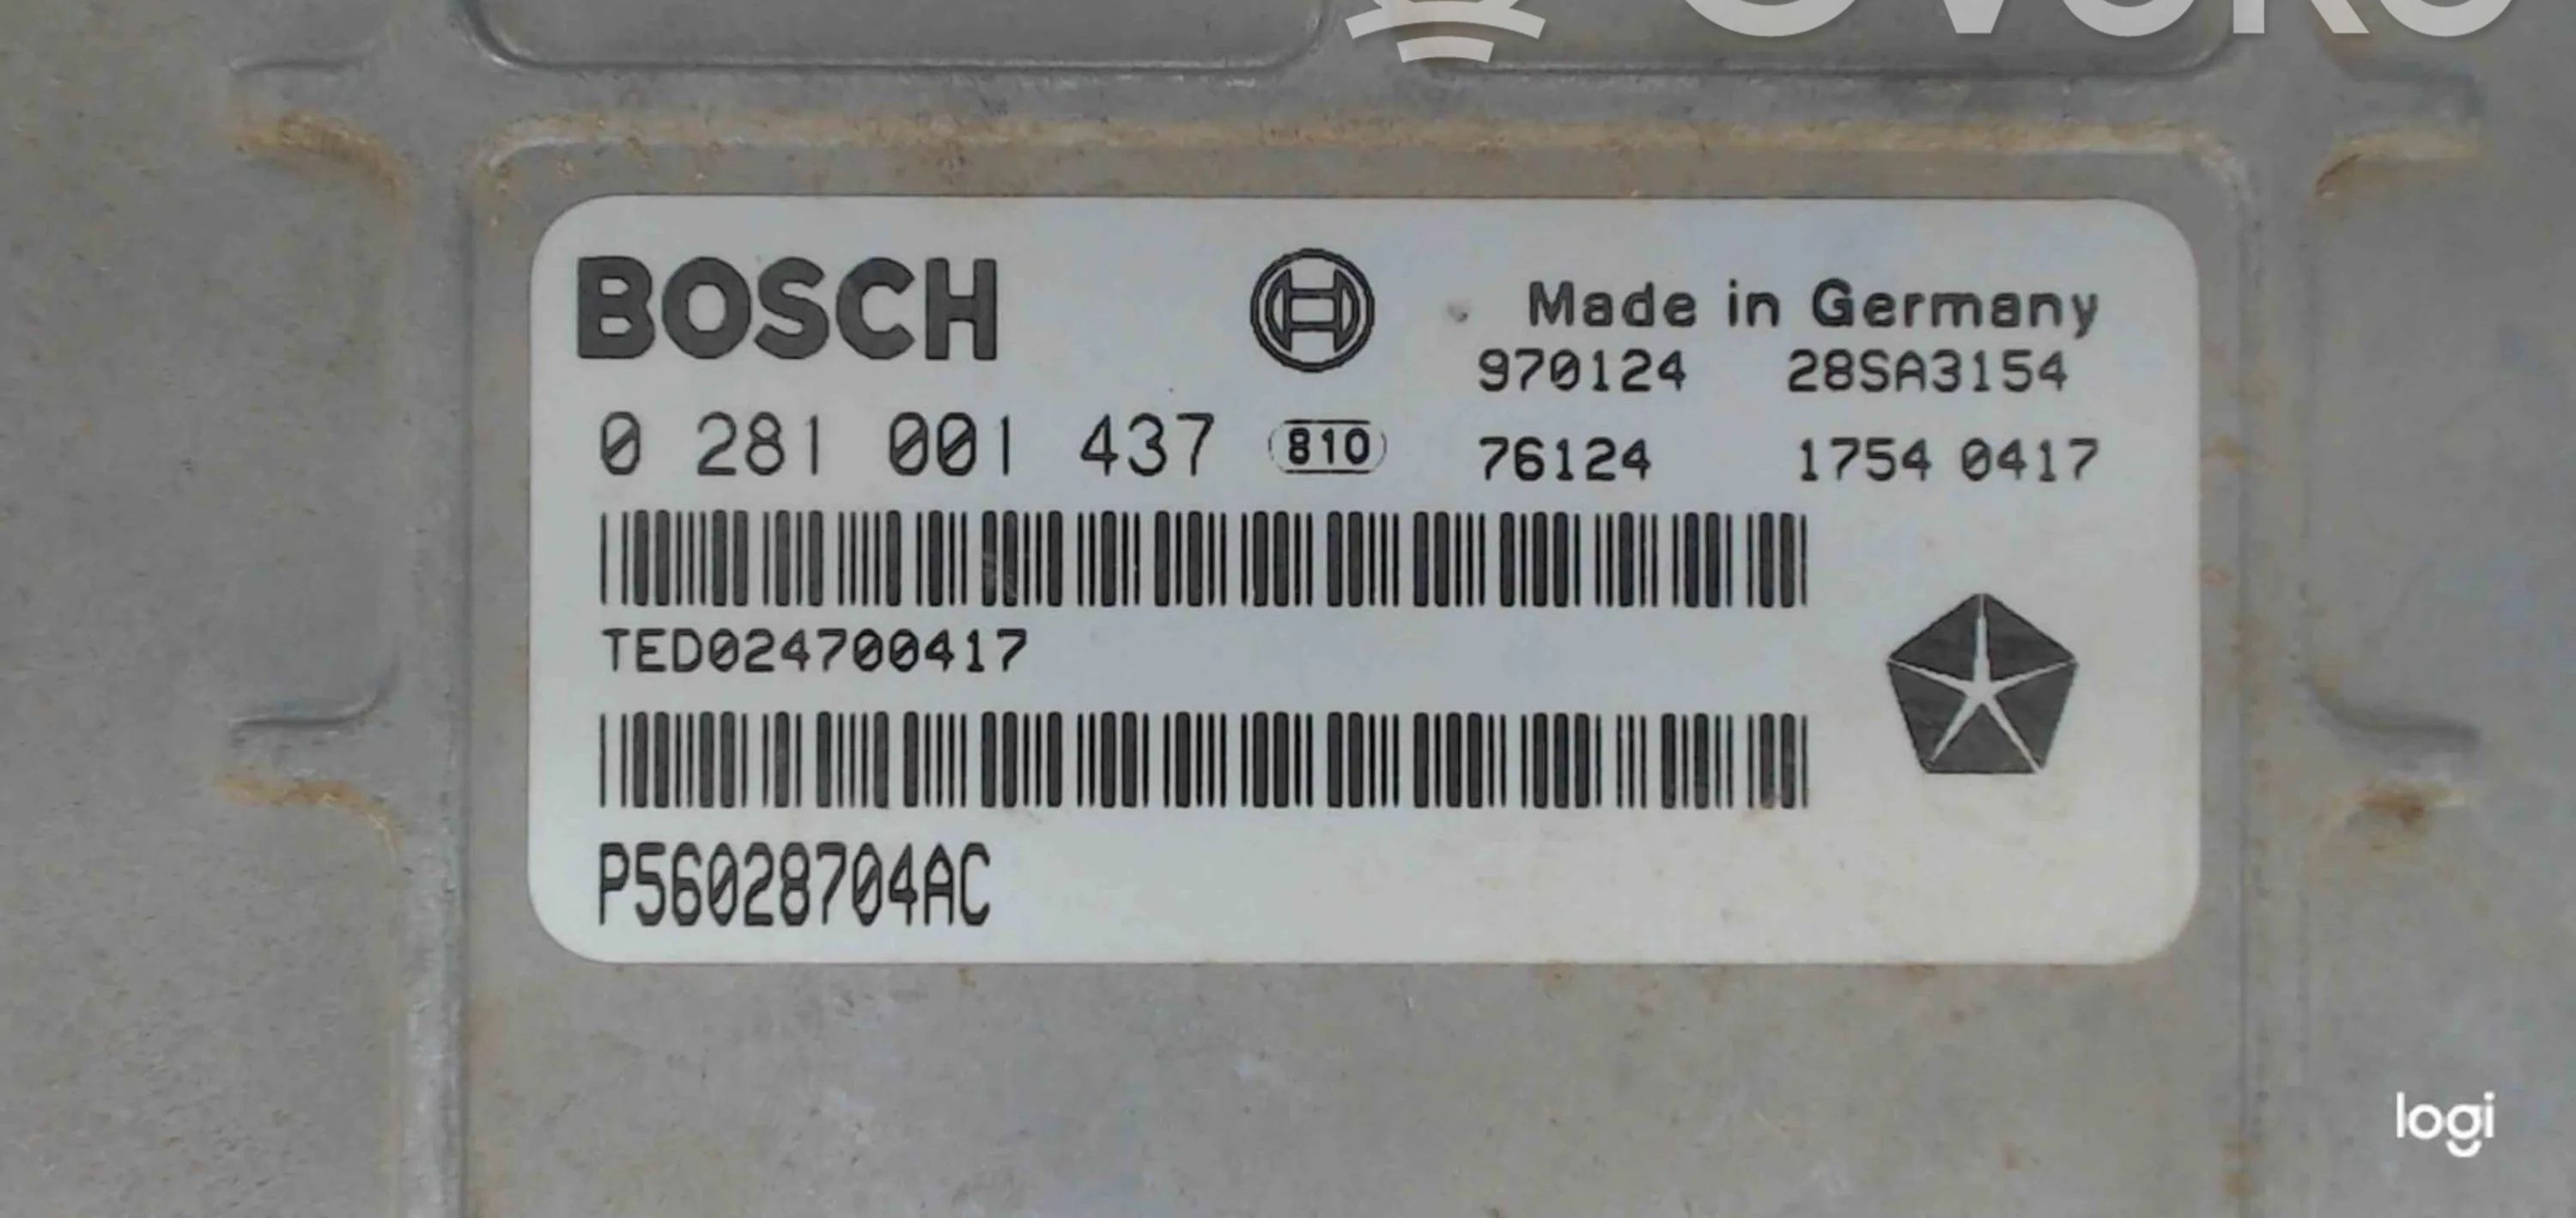 BOSCH
Made in Germany
970124 28SA3154
0 281 001 437 810 76124 1754 0417
TED024700417
P56028704AC
logi